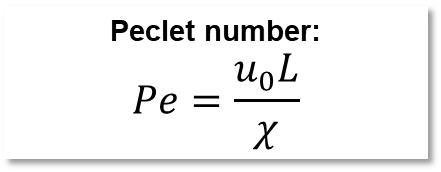 Peclet number:
Pe = u₀L / χ